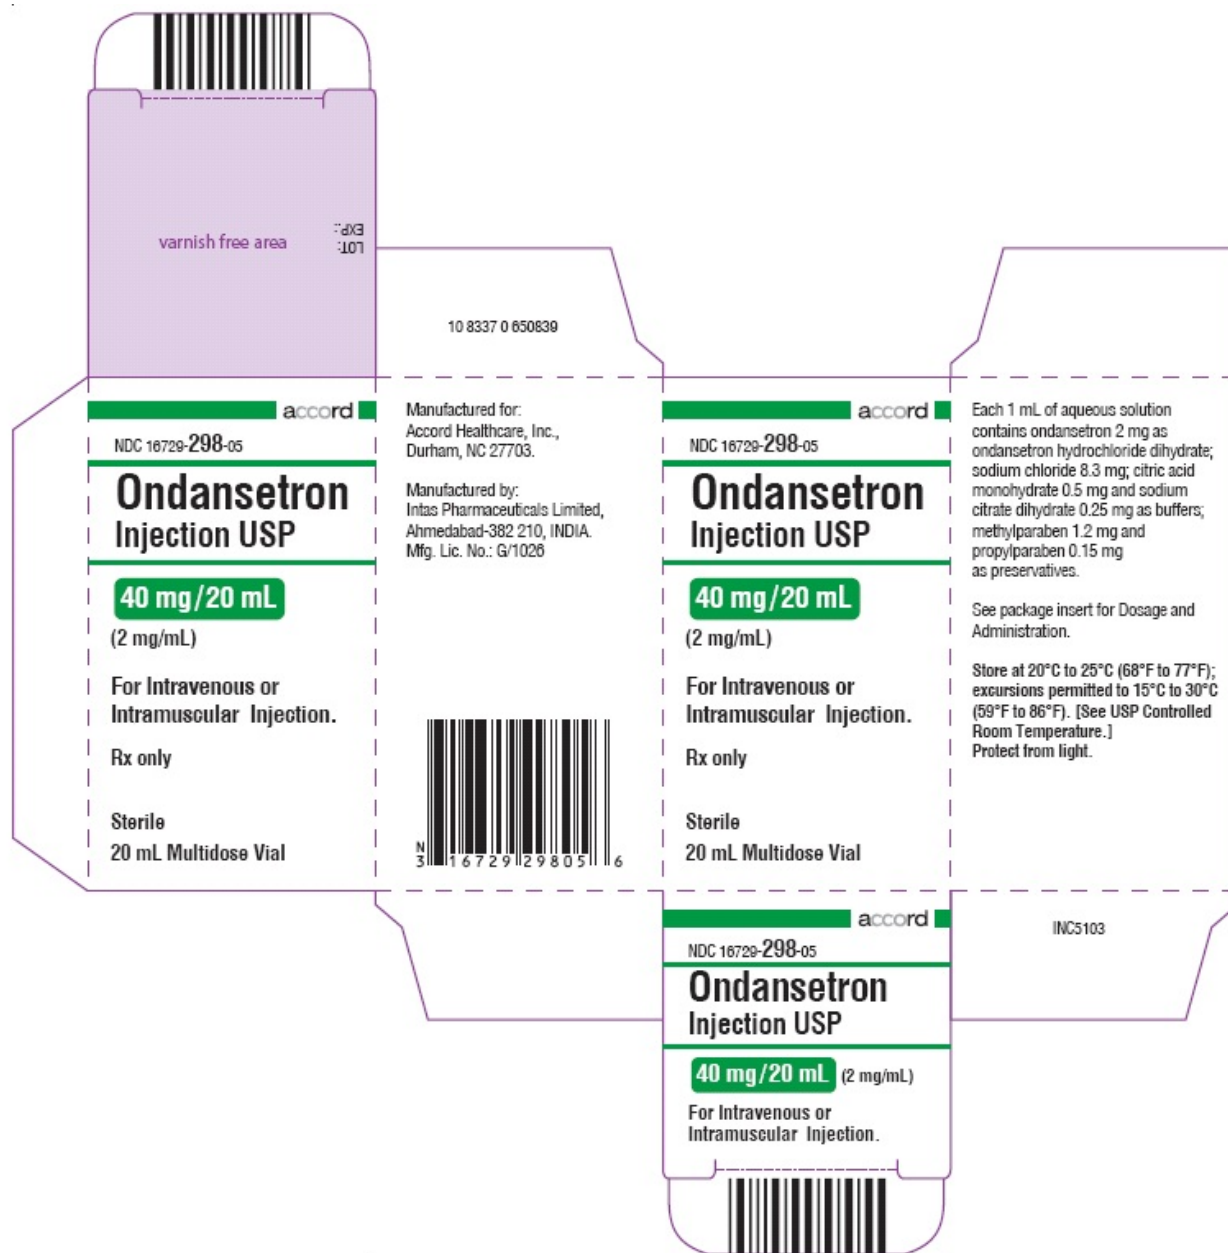 varnish free area
LOT:
EXP.:
10 8337 0 650839
accord
NDC 16729-298-05
Ondansetron
Injection USP
40 mg/20 mL
(2 mg/mL)
For Intravenous or
Intramuscular Injection.
Rx only
Sterile
20 mL Multidose Vial
Manufactured for:
Accord Healthcare, Inc.,
Durham, NC 27703.
Manufactured by:
Intas Pharmaceuticals Limited,
Ahmedabad-382 210, INDIA.
Mfg. Lic. No.: G/1026
N
3 16729 29805 6
accord
NDC 16729-298-05
Ondansetron
Injection USP
40 mg/20 mL
(2 mg/mL)
For Intravenous or
Intramuscular Injection.
Rx only
Sterile
20 mL Multidose Vial
Each 1 mL of aqueous solution
contains ondansetron 2 mg as
ondansetron hydrochloride dihydrate;
sodium chloride 8.3 mg; citric acid
monohydrate 0.5 mg and sodium
citrate dihydrate 0.25 mg as buffers;
methylparaben 1.2 mg and
propylparaben 0.15 mg
as preservatives.
See package insert for Dosage and
Administration.
Store at 20°C to 25°C (68°F to 77°F);
excursions permitted to 15°C to 30°C
(59°F to 86°F). [See USP Controlled
Room Temperature.]
Protect from light.
accord
NDC 16729-298-05
Ondansetron
Injection USP
40 mg/20 mL (2 mg/mL)
For Intravenous or
Intramuscular Injection.
INC5103